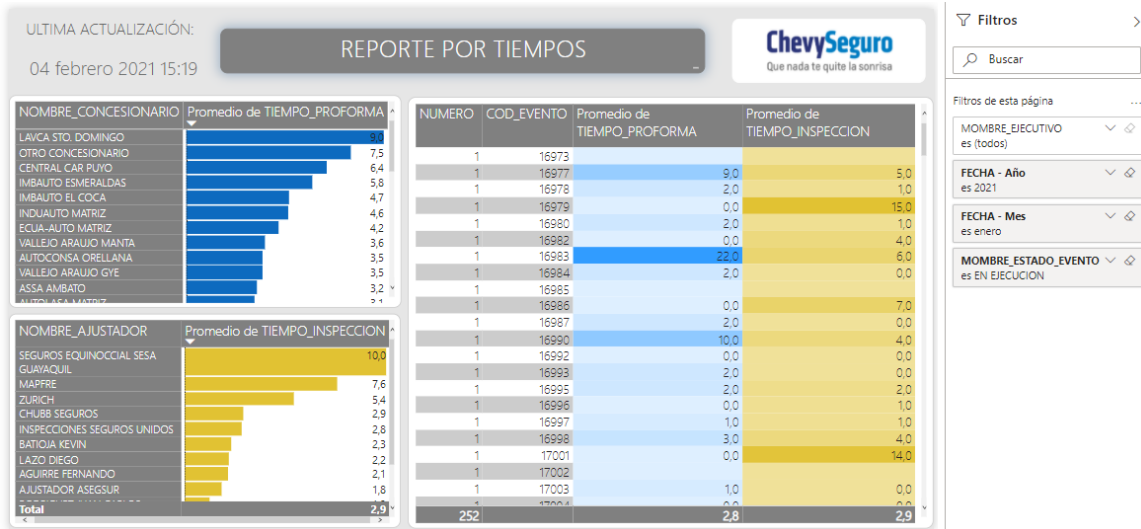 ULTIMA ACTUALIZACIÓN:
04 febrero 2021 15:19
REPORTE POR TIEMPOS
ChevySeguro
Que nada te quite la sonrisa
NOMBRE_CONCESIONARIO Promedio de TIEMPO_PROFORMA
LAVCA STO. DOMINGO 9,0
OTRO CONCESIONARIO 7,5
CENTRAL CAR PUYO 6,4
IMBAUTO ESMERALDAS 5,8
IMBAUTO EL COCA 4,7
INDUAUTO MATRIZ 4,6
ECUA-AUTO MATRIZ 4,2
VALLEJO ARAUJO MANTA 3,6
AUTOCONSA ORELLANA 3,5
VALLEJO ARAUJO GYE 3,5
ASSA AMBATO 3,2
AUTOLASA MATRIZ 3,1
NOMBRE_AJUSTADOR Promedio de TIEMPO_INSPECCION
SEGUROS EQUINOCCIAL SESA
GUAYAQUIL 10,0
MAPFRE 7,6
ZURICH 5,4
CHUBB SEGUROS 2,9
INSPECCIONES SEGUROS UNIDOS 2,8
BATIOJA KEVIN 2,3
LAZO DIEGO 2,2
AGUIRRE FERNANDO 2,1
AJUSTADOR ASEGSUR 1,8
Total 2,9
NUMERO COD_EVENTO Promedio de TIEMPO_PROFORMA Promedio de TIEMPO_INSPECCION
1 16973
1 16977 9,0 5,0
1 16978 2,0 1,0
1 16979 0,0 15,0
1 16980 2,0 1,0
1 16982 0,0 4,0
1 16983 22,0 6,0
1 16984 2,0 0,0
1 16985
1 16986 0,0 7,0
1 16987 2,0 0,0
1 16990 10,0 4,0
1 16992 0,0 0,0
1 16993 2,0 0,0
1 16995 2,0 2,0
1 16996 0,0 1,0
1 16997 1,0 1,0
1 16998 3,0 4,0
1 17001 0,0 14,0
1 17002
1 17003 1,0 0,0
1 17004 0,0 0,0
252 2,8 2,9
Filtros
Buscar
Filtros de esta página ...
MOMBRE_EJECUTIVO
es (todos)
FECHA - Año
es 2021
FECHA - Mes
es enero
MOMBRE_ESTADO_EVENTO
es EN EJECUCION